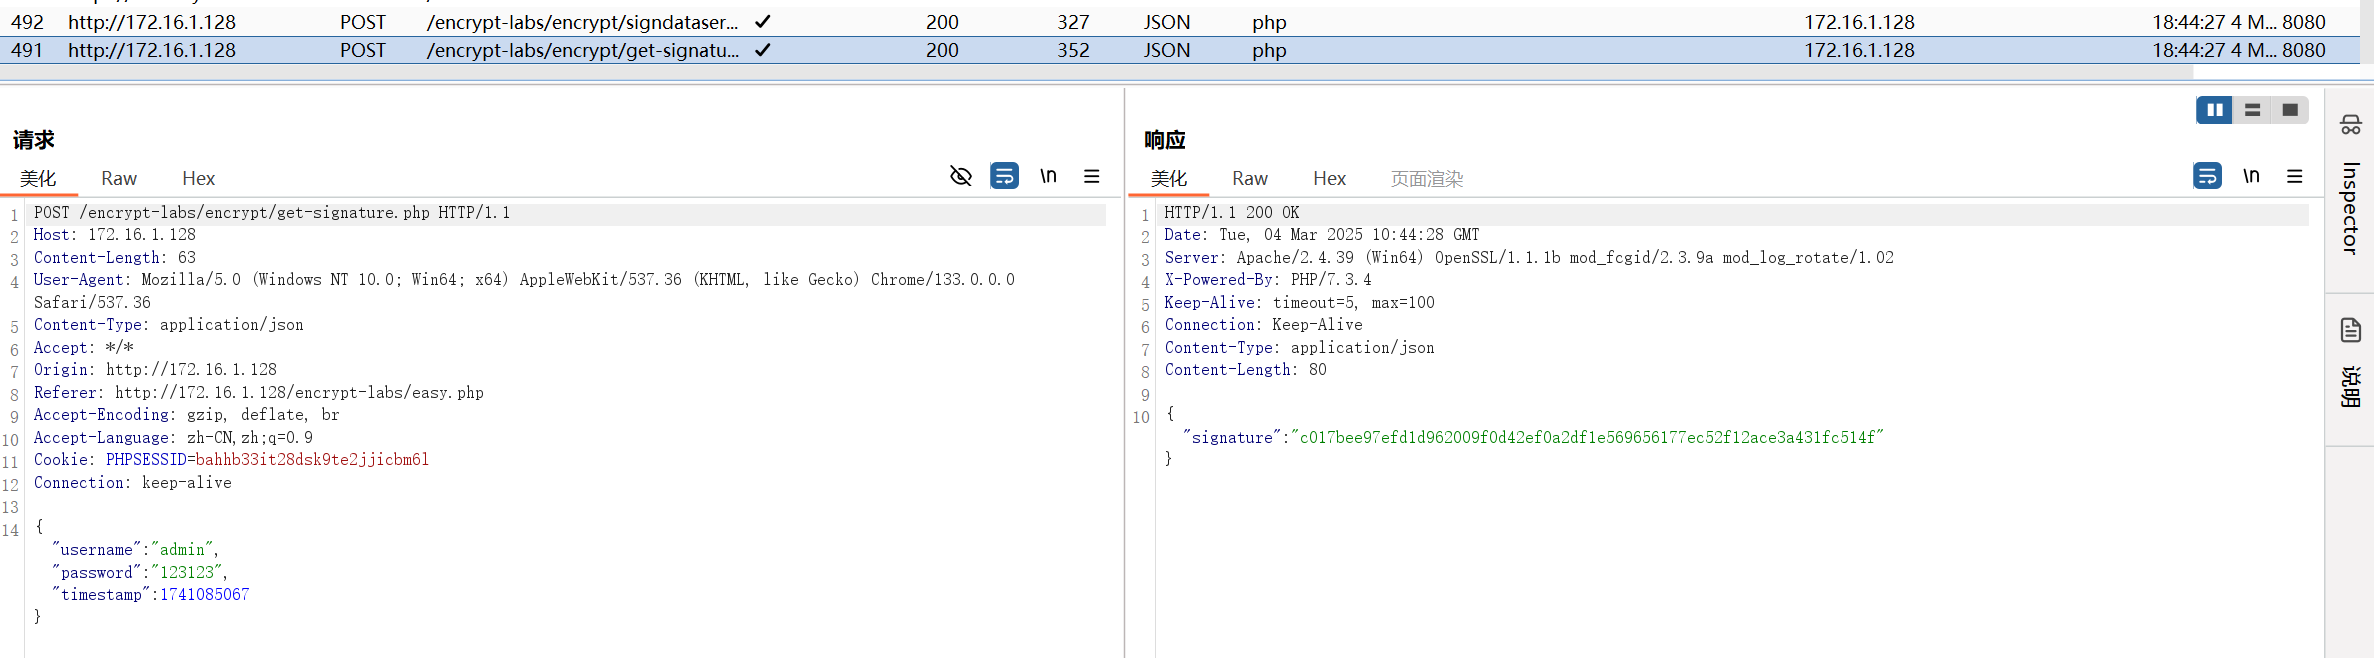 492 http://172.16.1.128 POST /encrypt-labs/encrypt/signdataser... ✓ 200 327 JSON php 172.16.1.128 18:44:27 4 M... 8080
491 http://172.16.1.128 POST /encrypt-labs/encrypt/get-signatu... ✓ 200 352 JSON php 172.16.1.128 18:44:27 4 M... 8080
请求
美化 Raw Hex \n
1 POST /encrypt-labs/encrypt/get-signature.php HTTP/1.1
2 Host: 172.16.1.128
3 Content-Length: 63
4 User-Agent: Mozilla/5.0 (Windows NT 10.0; Win64; x64) AppleWebKit/537.36 (KHTML, like Gecko) Chrome/133.0.0.0
Safari/537.36
5 Content-Type: application/json
6 Accept: */*
7 Origin: http://172.16.1.128
8 Referer: http://172.16.1.128/encrypt-labs/easy.php
9 Accept-Encoding: gzip, deflate, br
10 Accept-Language: zh-CN,zh;q=0.9
11 Cookie: PHPSESSID=bahhb33it28dsk9te2jjicbm6l
12 Connection: keep-alive
13
14 {
"username":"admin",
"password":"123123",
"timestamp":1741085067
}
响应
美化 Raw Hex 页面渲染 \n
1 HTTP/1.1 200 OK
2 Date: Tue, 04 Mar 2025 10:44:28 GMT
3 Server: Apache/2.4.39 (Win64) OpenSSL/1.1.1b mod_fcgid/2.3.9a mod_log_rotate/1.02
4 X-Powered-By: PHP/7.3.4
5 Keep-Alive: timeout=5, max=100
6 Connection: Keep-Alive
7 Content-Type: application/json
8 Content-Length: 80
9
10 {
"signature":"c017bee97efd1d962009f0d42ef0a2df1e569656177ec52f12ace3a431fc514f"
}
Inspector
说明